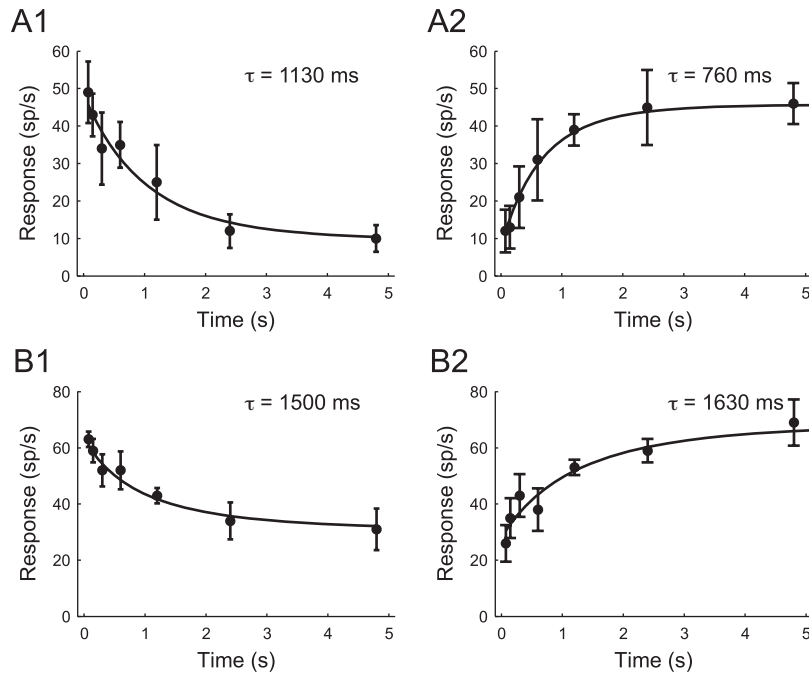 A1
τ = 1130 ms
Response (sp/s)
60
50
40
30
20
10
0
0 1 2 3 4 5
Time (s)
A2
τ = 760 ms
Response (sp/s)
60
50
40
30
20
10
0
0 1 2 3 4 5
Time (s)
B1
τ = 1500 ms
Response (sp/s)
80
60
40
20
0
0 1 2 3 4 5
Time (s)
B2
τ = 1630 ms
Response (sp/s)
80
60
40
20
0
0 1 2 3 4 5
Time (s)